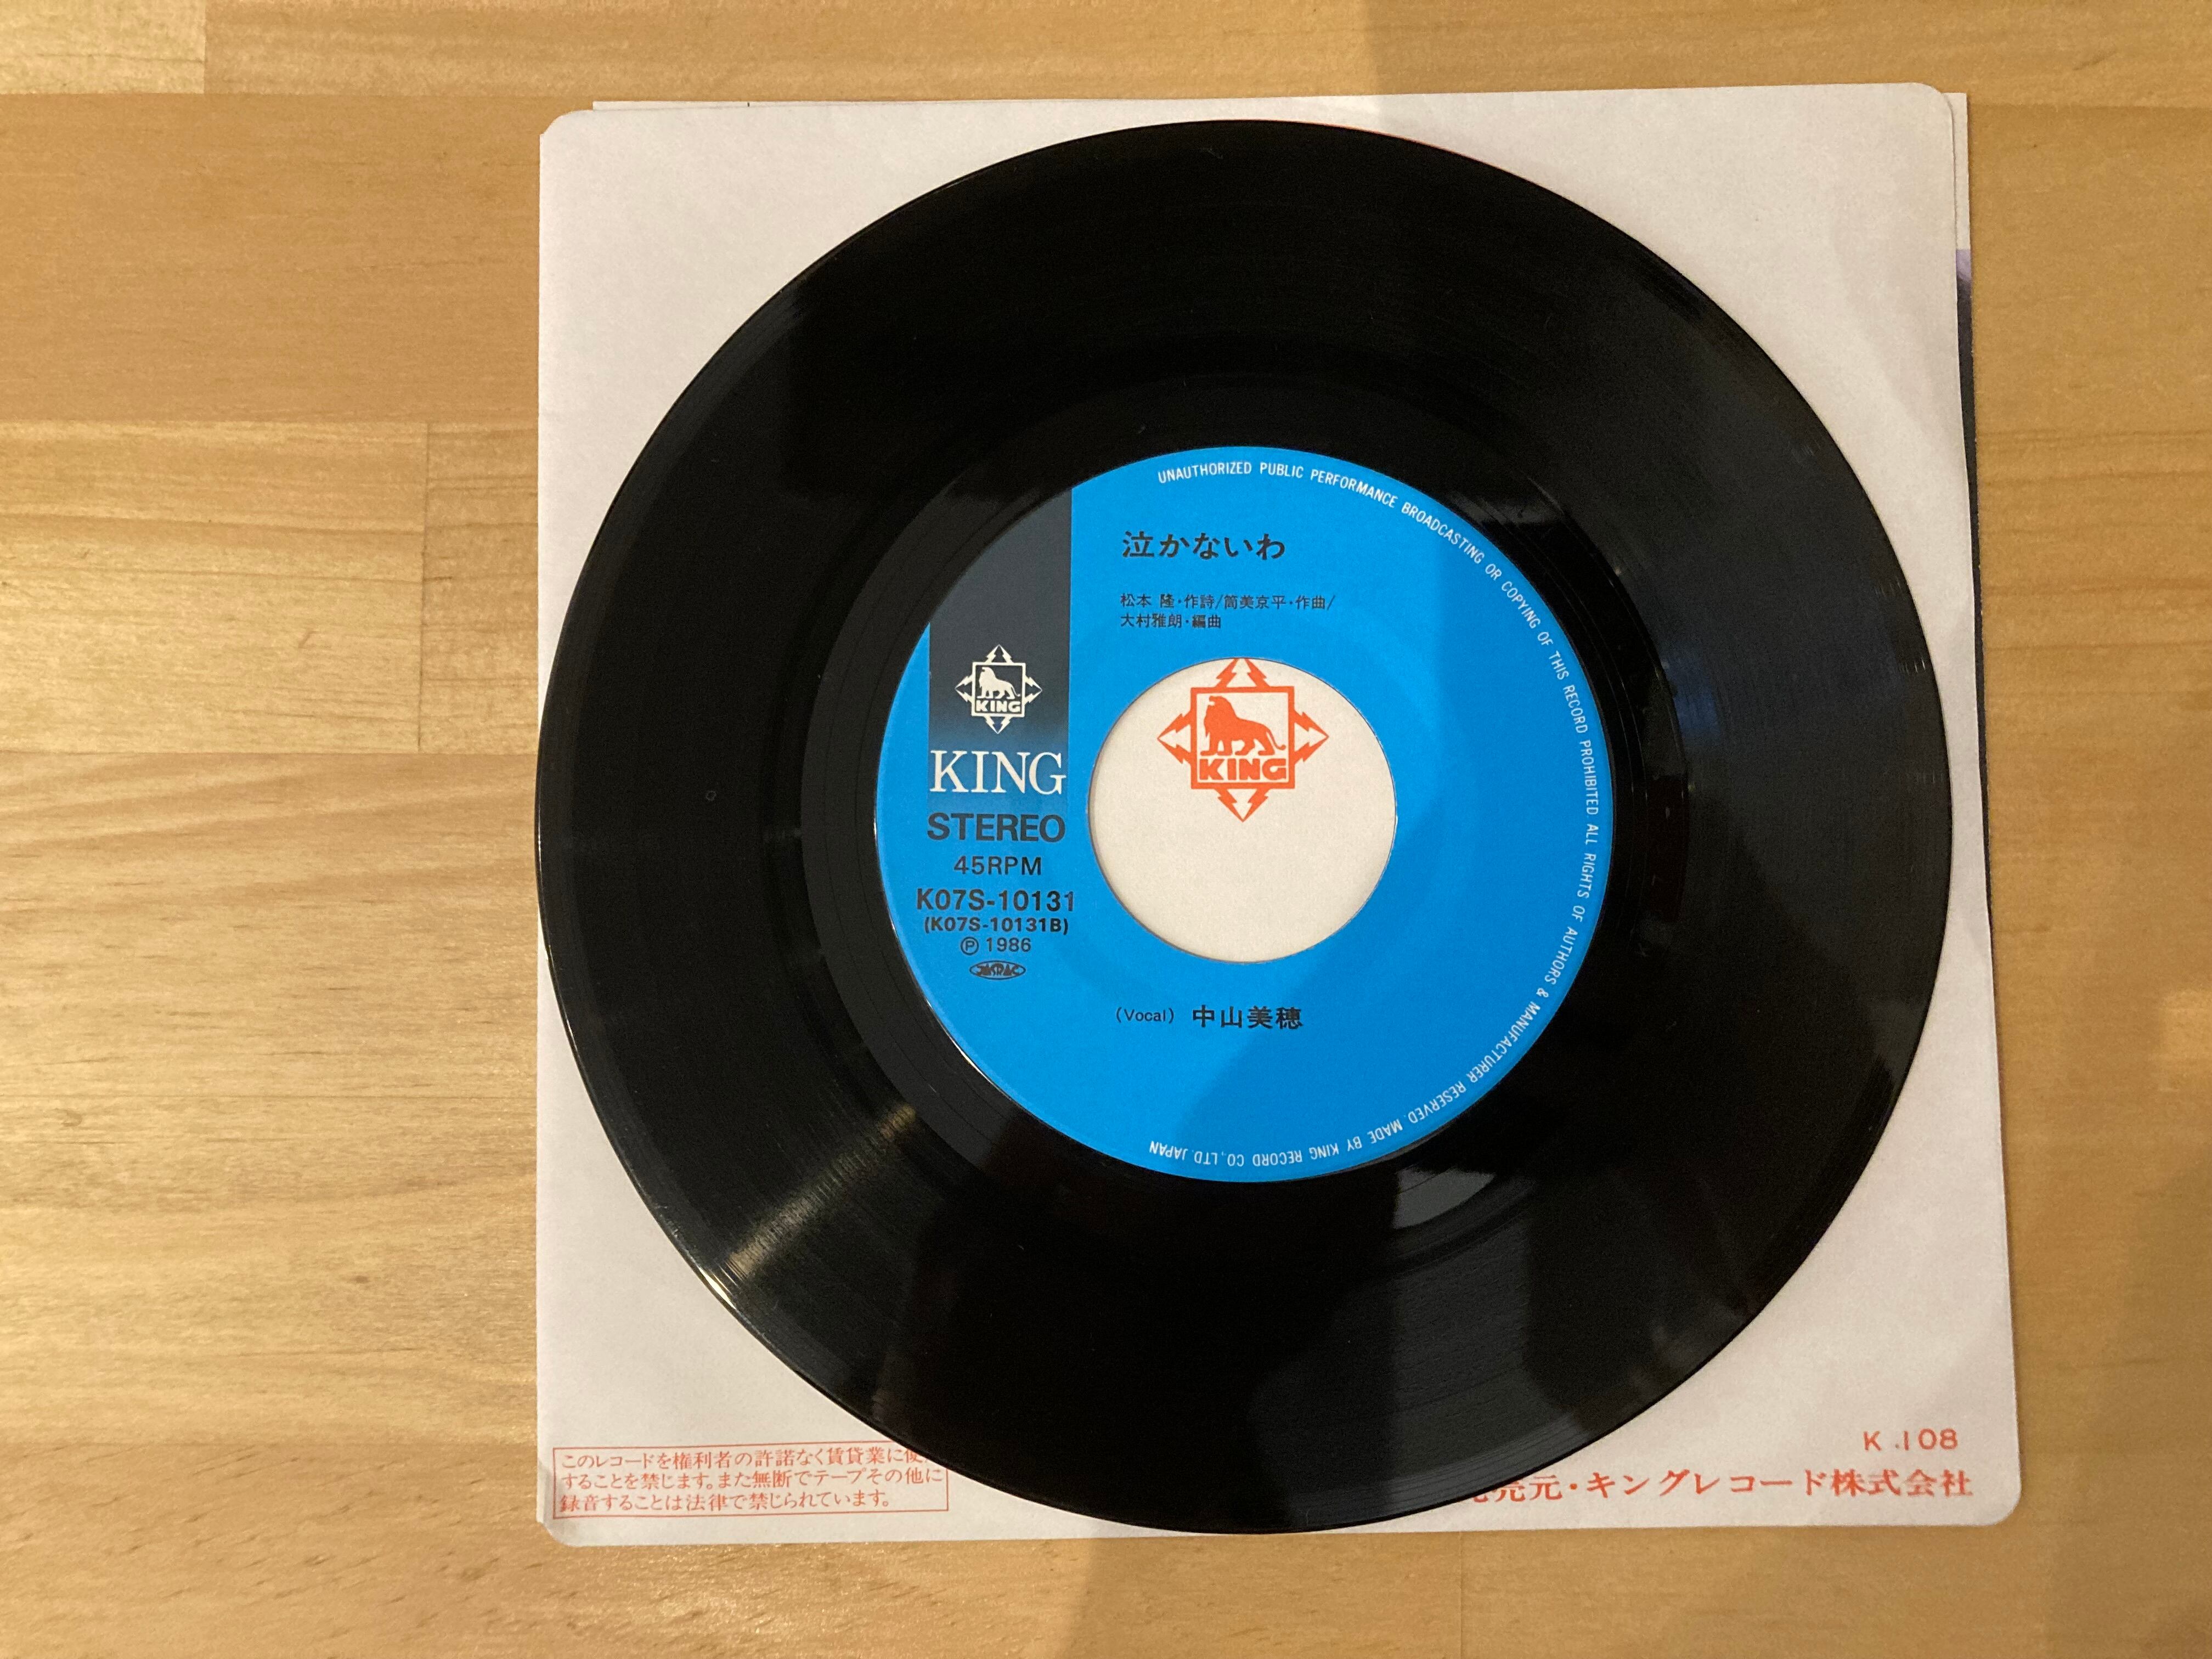 UNAUTHORIZED PUBLIC PERFORMANCE BROADCASTING OR COPYING OF THIS RECORD PROHIBITED ALL RIGHTS OF AUTHORS & MANUFACTURER RESERVED. MADE BY KING RECORD CO., LTD. JAPAN
泣かないわ
松本 隆・作詩/筒美京平・作曲/
大村雅朗・編曲
KING
KING
KING
STEREO
45RPM
K07S-10131
(K07S-10131B)
Ⓟ 1986
JASRAC
(Vocal) 中山美穂
このレコードを権利者の許諾なく賃貸業に使
することを禁じます。また無断でテープその他に
録音することは法律で禁じられています。
K .108
売元・キングレコード株式会社